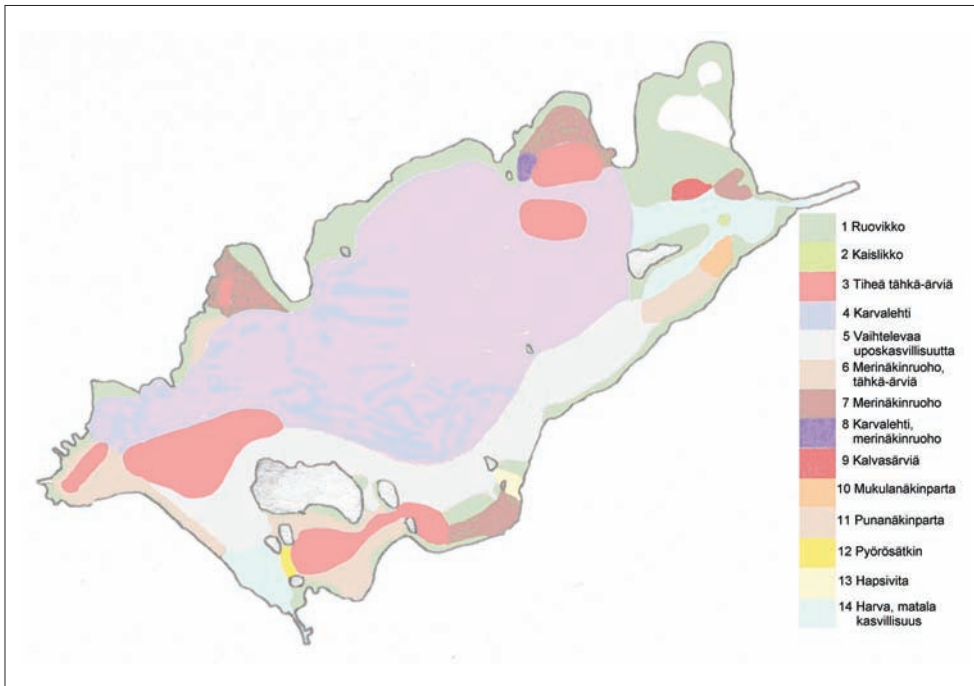 1 Ruovikko
2 Kaislikko
3 Tiheä tähkä-ärviä
4 Karvalehti
5 Vaihtelevaa
uposkasvillisuutta
6 Merinäkinruoho,
tähkä-ärviä
7 Merinäkinruoho
8 Karvalehti,
merinäkinruoho
9 Kalvasärviä
10 Mukulanäkinparta
11 Punanäkinparta
12 Pyörösätkin
13 Hapsivita
14 Harva, matala
kasvillisuus